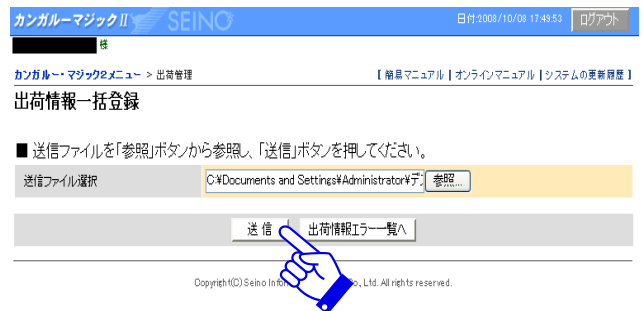 カンガルーマジックⅡ SEINO 日付:2008/10/08 17:49:53 ログアウト
様
カンガルー・マジック2メニュー > 出荷管理 【 簡易マニュアル | オンラインマニュアル | システムの更新履歴 】
出荷情報一括登録
■ 送信ファイルを「参照」ボタンから参照し、「送信」ボタンを押してください。
送信ファイル選択 C:¥Documents and Settings¥Administrator¥デ 参照...
送 信 出荷情報エラー一覧へ
Copyright(C) Seino Infor o., Ltd. All rights reserved.